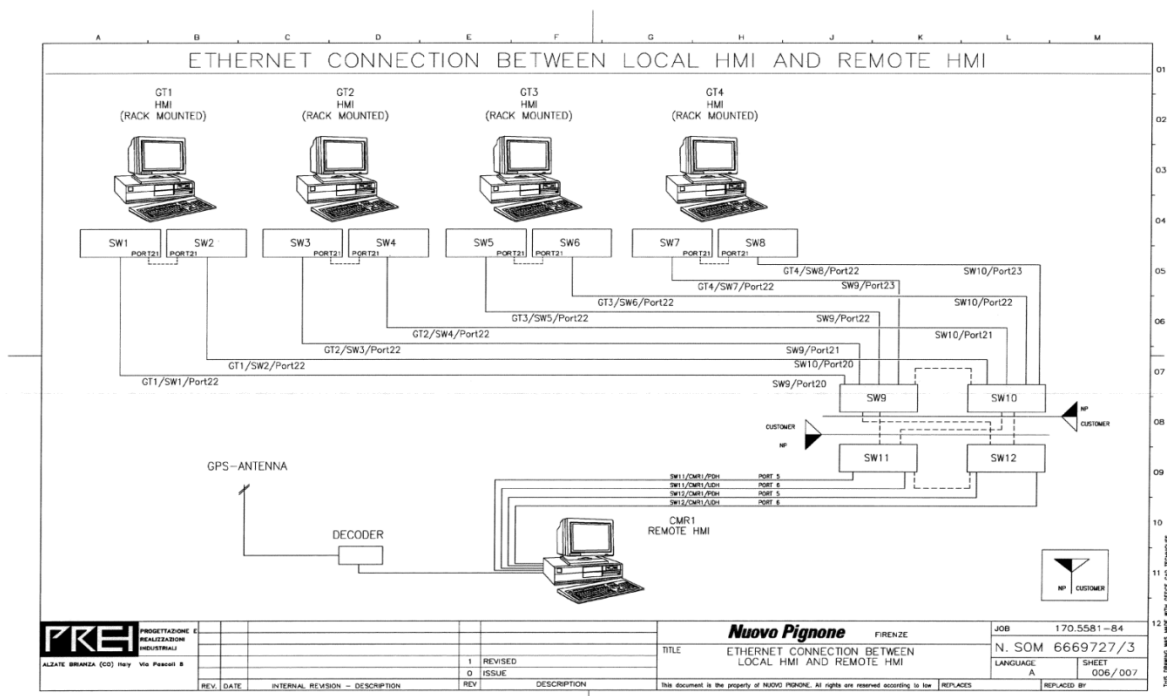 A B C D E F G H J K L M
ETHERNET CONNECTION BETWEEN LOCAL HMI AND REMOTE HMI
01
GT1 GT2 GT3 GT4
HMI HMI HMI HMI
(RACK MOUNTED) (RACK MOUNTED) (RACK MOUNTED) (RACK MOUNTED)
02
03
04
SW1 SW2 SW3 SW4 SW5 SW6 SW7 SW8
PORT21 PORT21 PORT21 PORT21 PORT21 PORT21 PORT21 PORT21
05
GT4/SW8/Port22 SW10/Port23
GT4/SW7/Port22 SW9/Port23
GT3/SW6/Port22 SW10/Port22
GT3/SW5/Port22 SW9/Port22
06
GT2/SW4/Port22 SW10/Port21
GT2/SW3/Port22 SW9/Port21
GT1/SW2/Port22 SW10/Port20
07
GT1/SW1/Port22 SW9/Port20
SW9 SW10
NP
CUSTOMER
08
CUSTOMER
NP
SW11 SW12
09
GPS-ANTENNA
SW11/CMR1/PDH PORT 5
SW11/CMR1/UDH PORT 6
SW12/CMR1/PDH PORT 5
SW12/CMR1/UDH PORT 6
10
CMR1
REMOTE HMI
DECODER
11
NP CUSTOMER
12
PREI
PROGETTAZIONE E
REALIZZAZIONI
INDUSTRIALI
ALZATE BRIANZA (CO) Italy Via Pascoli 8
REV. DATE INTERNAL REVISION - DESCRIPTION
1 REVISED
0 ISSUE
REV DESCRIPTION
Nuovo Pignone FIRENZE
TITLE ETHERNET CONNECTION BETWEEN
LOCAL HMI AND REMOTE HMI
This document is the property of NUOVO PIGNONE. All rights are reserved according to law
REPLACES
REPLACED BY
JOB 170.5581-84
N. SOM 6669727/3
LANGUAGE SHEET
A 006/007